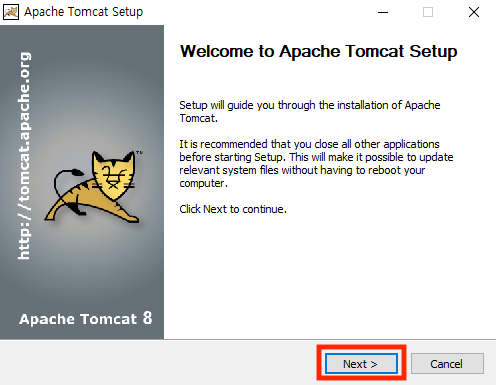 Apache Tomcat Setup
http://tomcat.apache.org
TM
Apache Tomcat 8
Welcome to Apache Tomcat Setup
Setup will guide you through the installation of Apache
Tomcat.
It is recommended that you close all other applications
before starting Setup. This will make it possible to update
relevant system files without having to reboot your
computer.
Click Next to continue.
Next >
Cancel